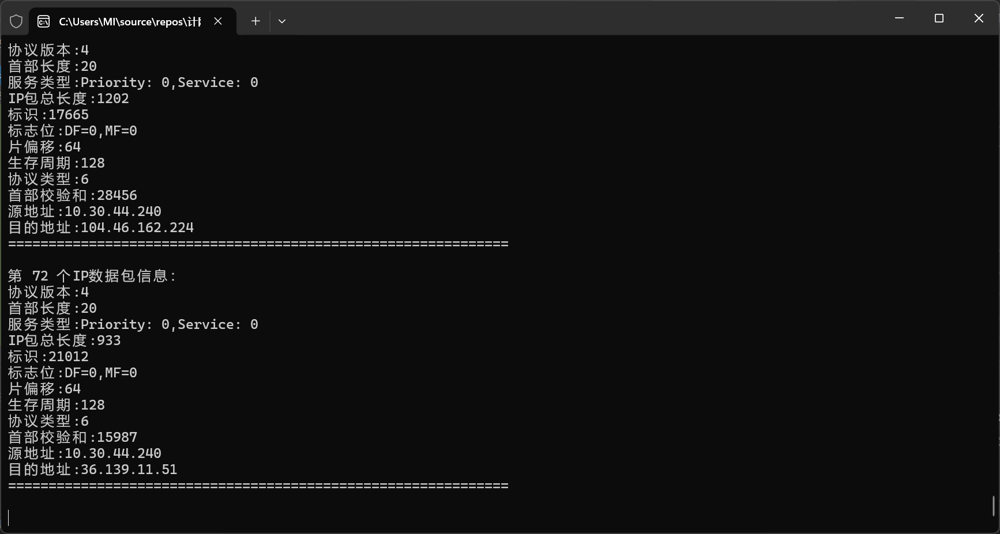 C:\Users\MI\source\repos\计
协议版本:4
首部长度:20
服务类型:Priority: 0,Service: 0
IP包总长度:1202
标识:17665
标志位:DF=0,MF=0
片偏移:64
生存周期:128
协议类型:6
首部校验和:28456
源地址:10.30.44.240
目的地址:104.46.162.224
==============================================================

第 72 个IP数据包信息:
协议版本:4
首部长度:20
服务类型:Priority: 0,Service: 0
IP包总长度:933
标识:21012
标志位:DF=0,MF=0
片偏移:64
生存周期:128
协议类型:6
首部校验和:15987
源地址:10.30.44.240
目的地址:36.139.11.51
==============================================================